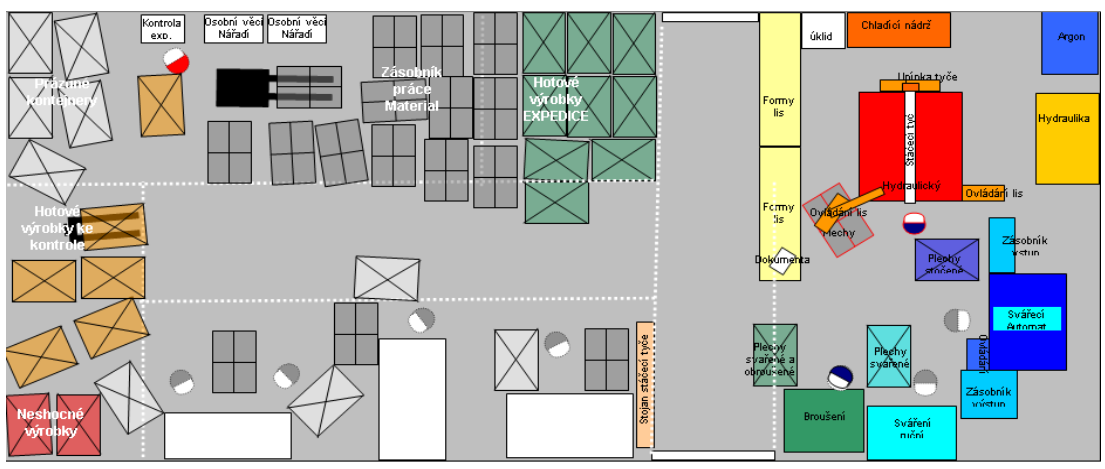 Kontrola
exp.
Osobní věci
Nářadí
Osobní věci
Nářadí
úklid
Chladící nádrž
Argon
Prázdné
kontejnery
Zásobník
práce
Material
Hotové
výrobky
EXPEDICE
Formy
lis
Upínka tyče
Stáčecí tyč
Hydraulika
Hydraulický
Ovládání lis
Hotové
výrobky ke
kontrole
Formy
lis
Ovládání lis
Měchy
Dokumenta
Plechy
stočené
Zásobník
vstup
Svářecí
Automat
Ovládání
Plechy
svařené a
obroušené
Plechy
svařené
Zásobník
výstup
Stojan stáčecí tyče
Neshocné
výrobky
Broušení
Sváření
ruční